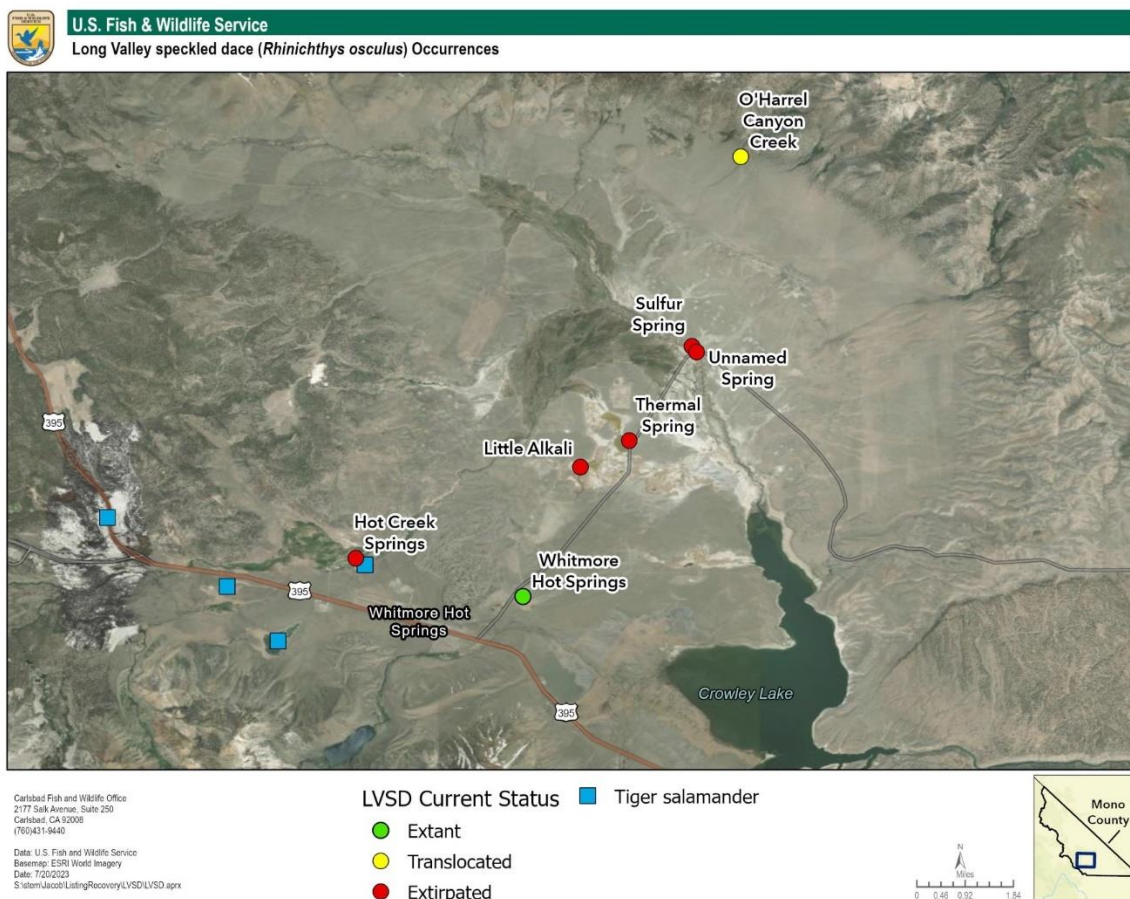 U.S. Fish & Wildlife Service
Long Valley speckled dace (Rhinichthys osculus) Occurrences
O'Harrel
Canyon
Creek
Sulfur
Spring
Unnamed
Spring
Thermal
Spring
Little Alkali
395
Hot Creek
Springs
Whitmore
Hot Springs
395
Whitmore Hot
Springs
Crowley Lake
395
Carlsbad Fish and Wildlife Office
2177 Salk Avenue, Suite 250
Carlsbad, CA 92008
(760)431-9440
Data: U.S. Fish and Wildlife Service
Basemap: ESRI World Imagery
Date: 7/20/2023
LVSD Current Status
Tiger salamander
Extant
Translocated
Extirpated
N
Miles
0 0.46 0.92 1.84
Mono
County